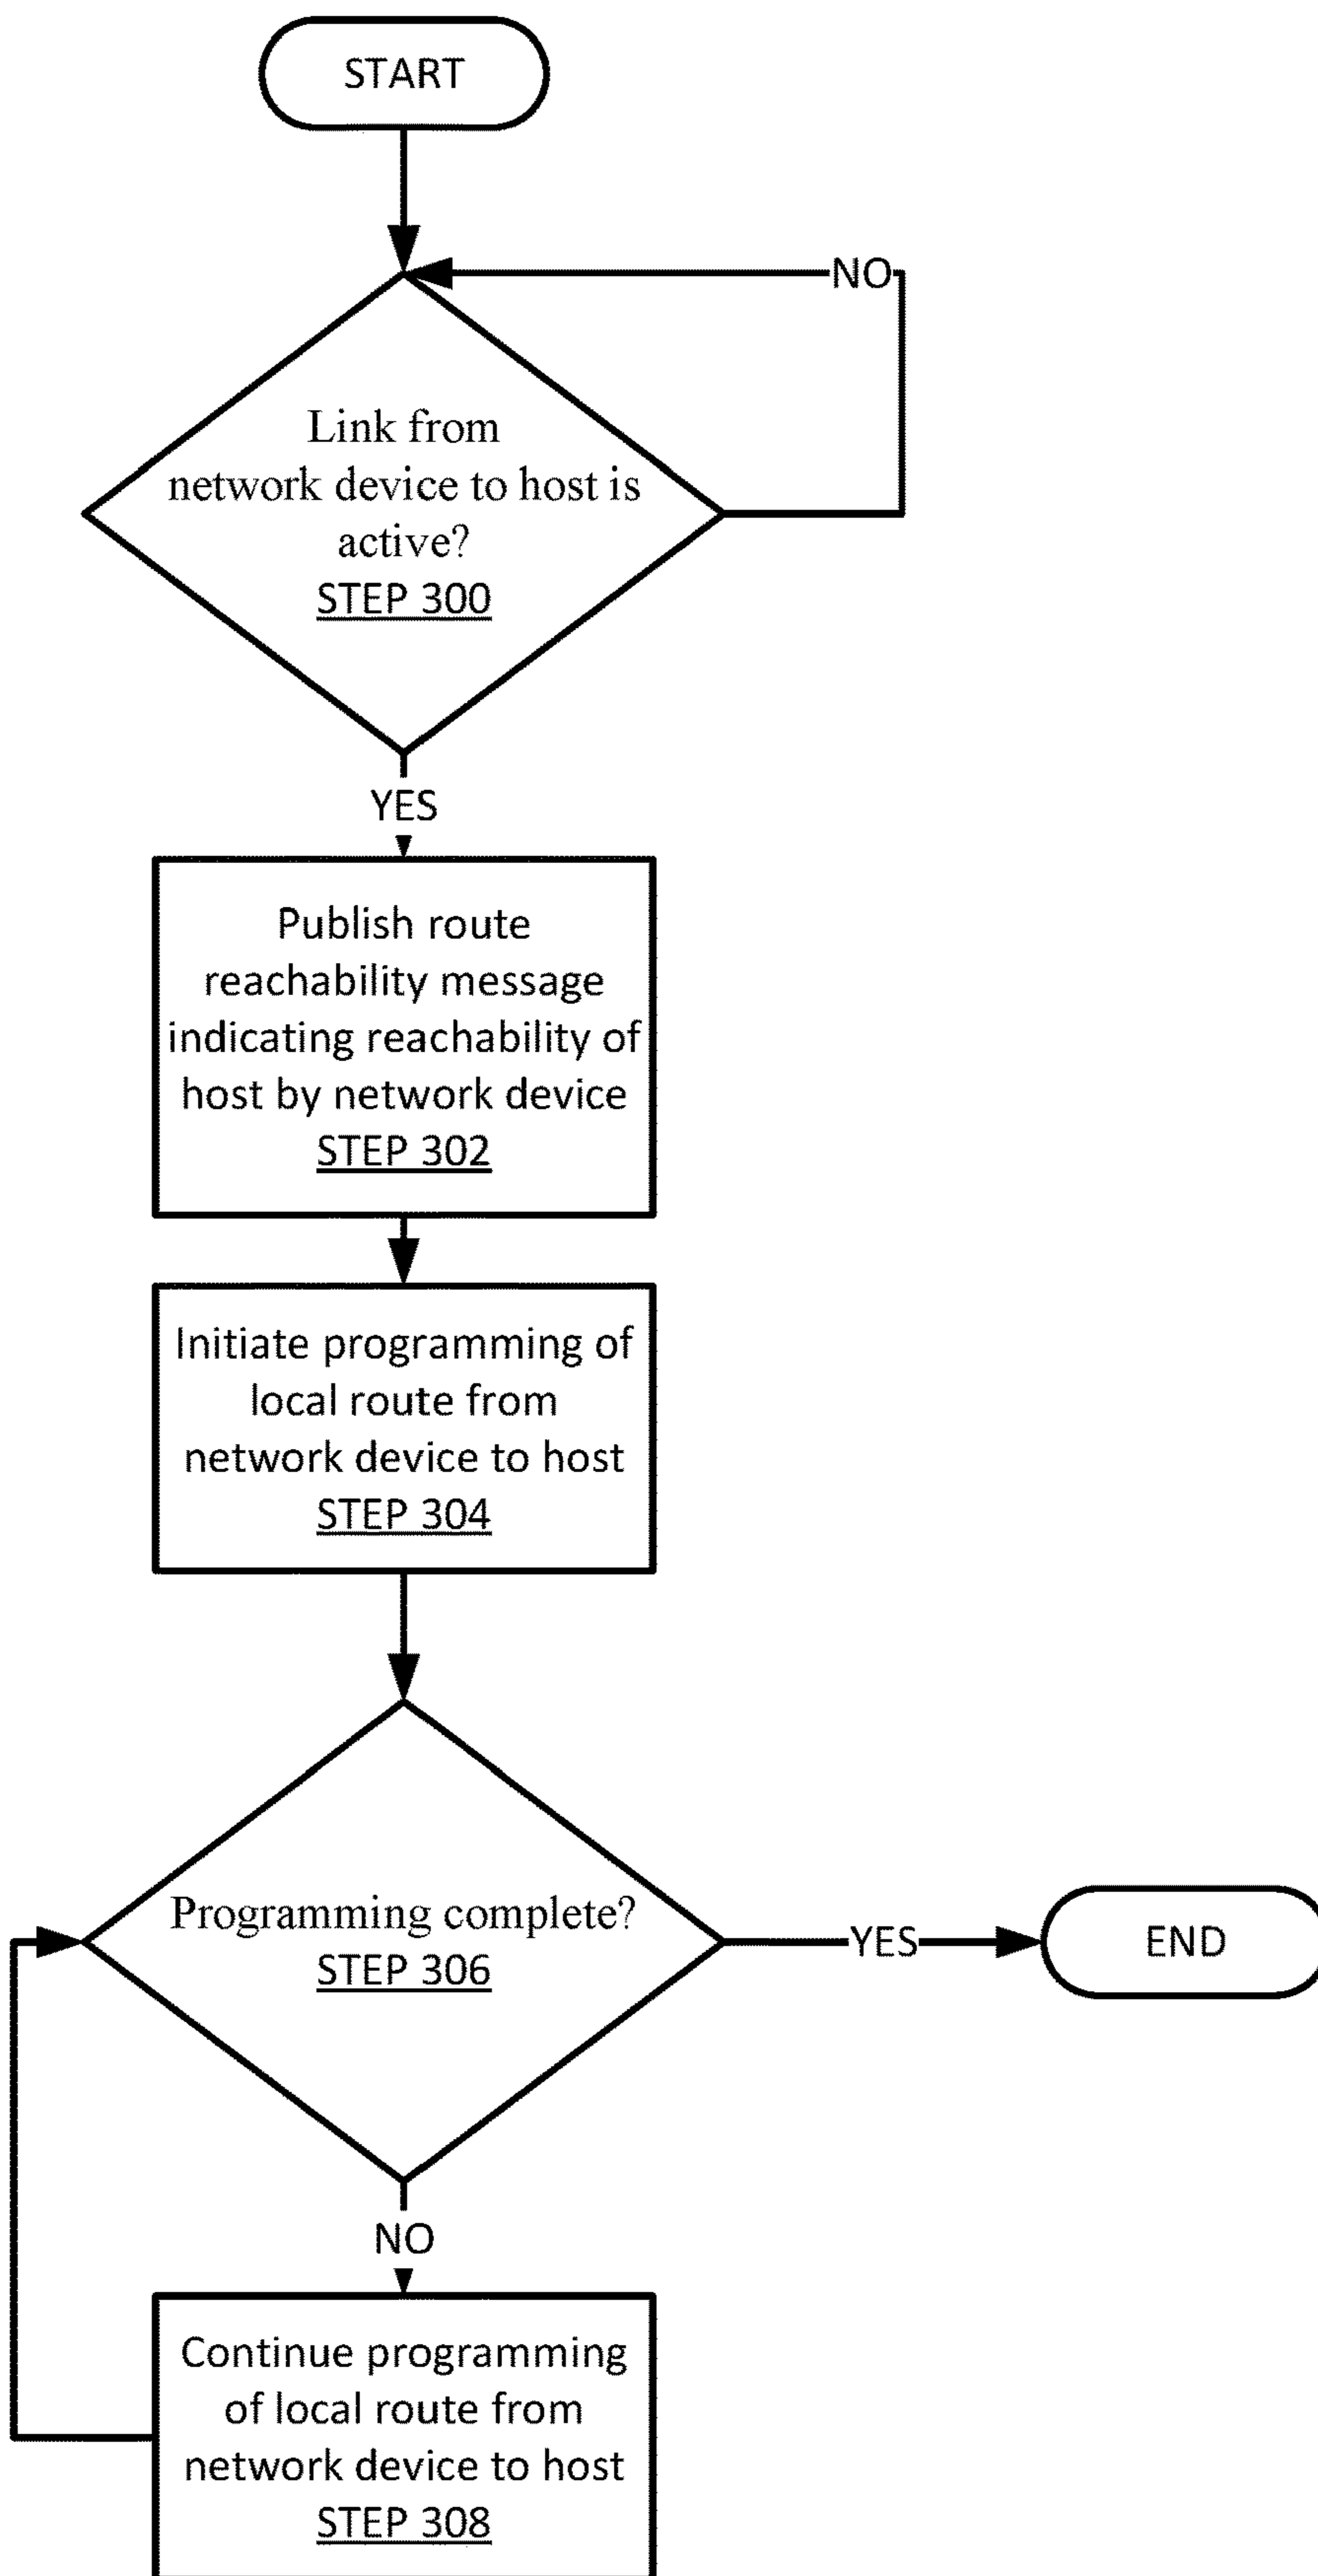 START
NO
Link from
network device to host is
active?
STEP 300
YES
Publish route
reachability message
indicating reachability of
host by network device
STEP 302
Initiate programming of
local route from
network device to host
STEP 304
Programming complete?
STEP 306
YES
END
NO
Continue programming
of local route from
network device to host
STEP 308